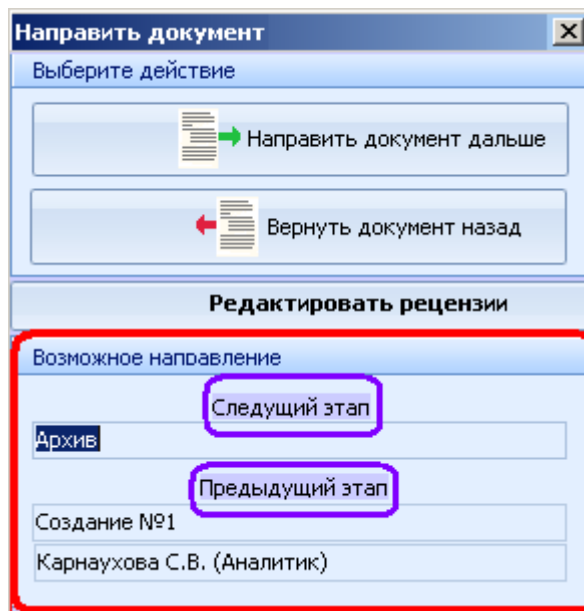 Направить документ
Выберите действие
Направить документ дальше
Вернуть документ назад
Редактировать рецензии
Возможное направление
Следущий этап
Архив
Предыдущий этап
Создание №1
Карнаухова С.В. (Аналитик)